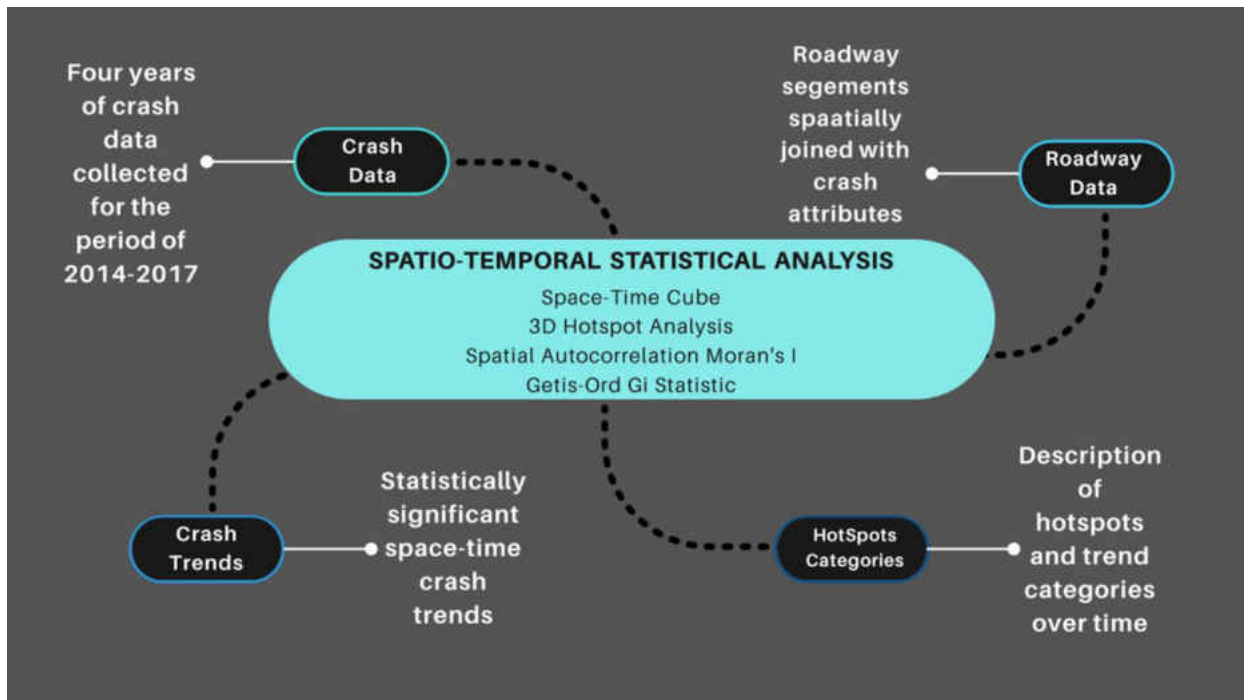 Four years
of crash
data
collected
for the
period of
2014-2017
Crash
Data
Roadway
segements
spaatially
joined with
crash
attributes
Roadway
Data
SPATIO-TEMPORAL STATISTICAL ANALYSIS
Space-Time Cube
3D Hotspot Analysis
Spatial Autocorrelation Moran's I
Getis-Ord Gi Statistic
Crash
Trends
Statistically
significant
space-time
crash
trends
HotSpots
Categories
Description
of
hotspots
and trend
categories
over time